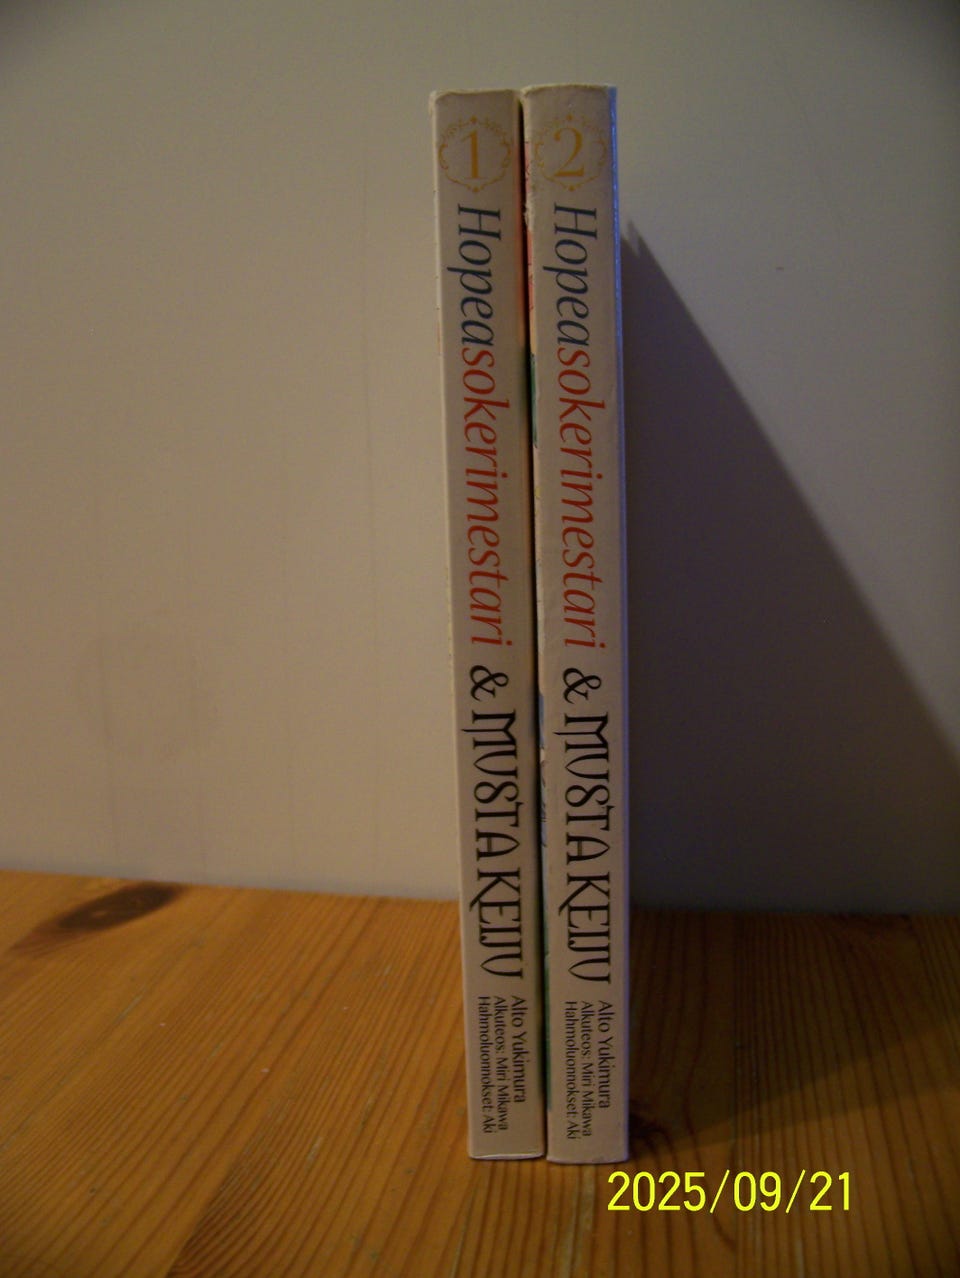 1
Hopeasokerimestari & MUSTA KEIJU
Alto Yukimura
Alkuteos: Miri Mikawa
Hahmoluonnokset: Aki
2
Hopeasokerimestari & MUSTA KEIJU
Alto Yukimura
Alkuteos: Miri Mikawa
Hahmoluonnokset: Aki
2025/09/21